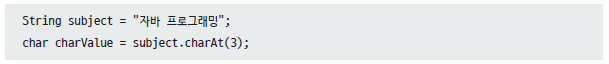 String subject = "자바 프로그래밍";
char charValue = subject.charAt(3);